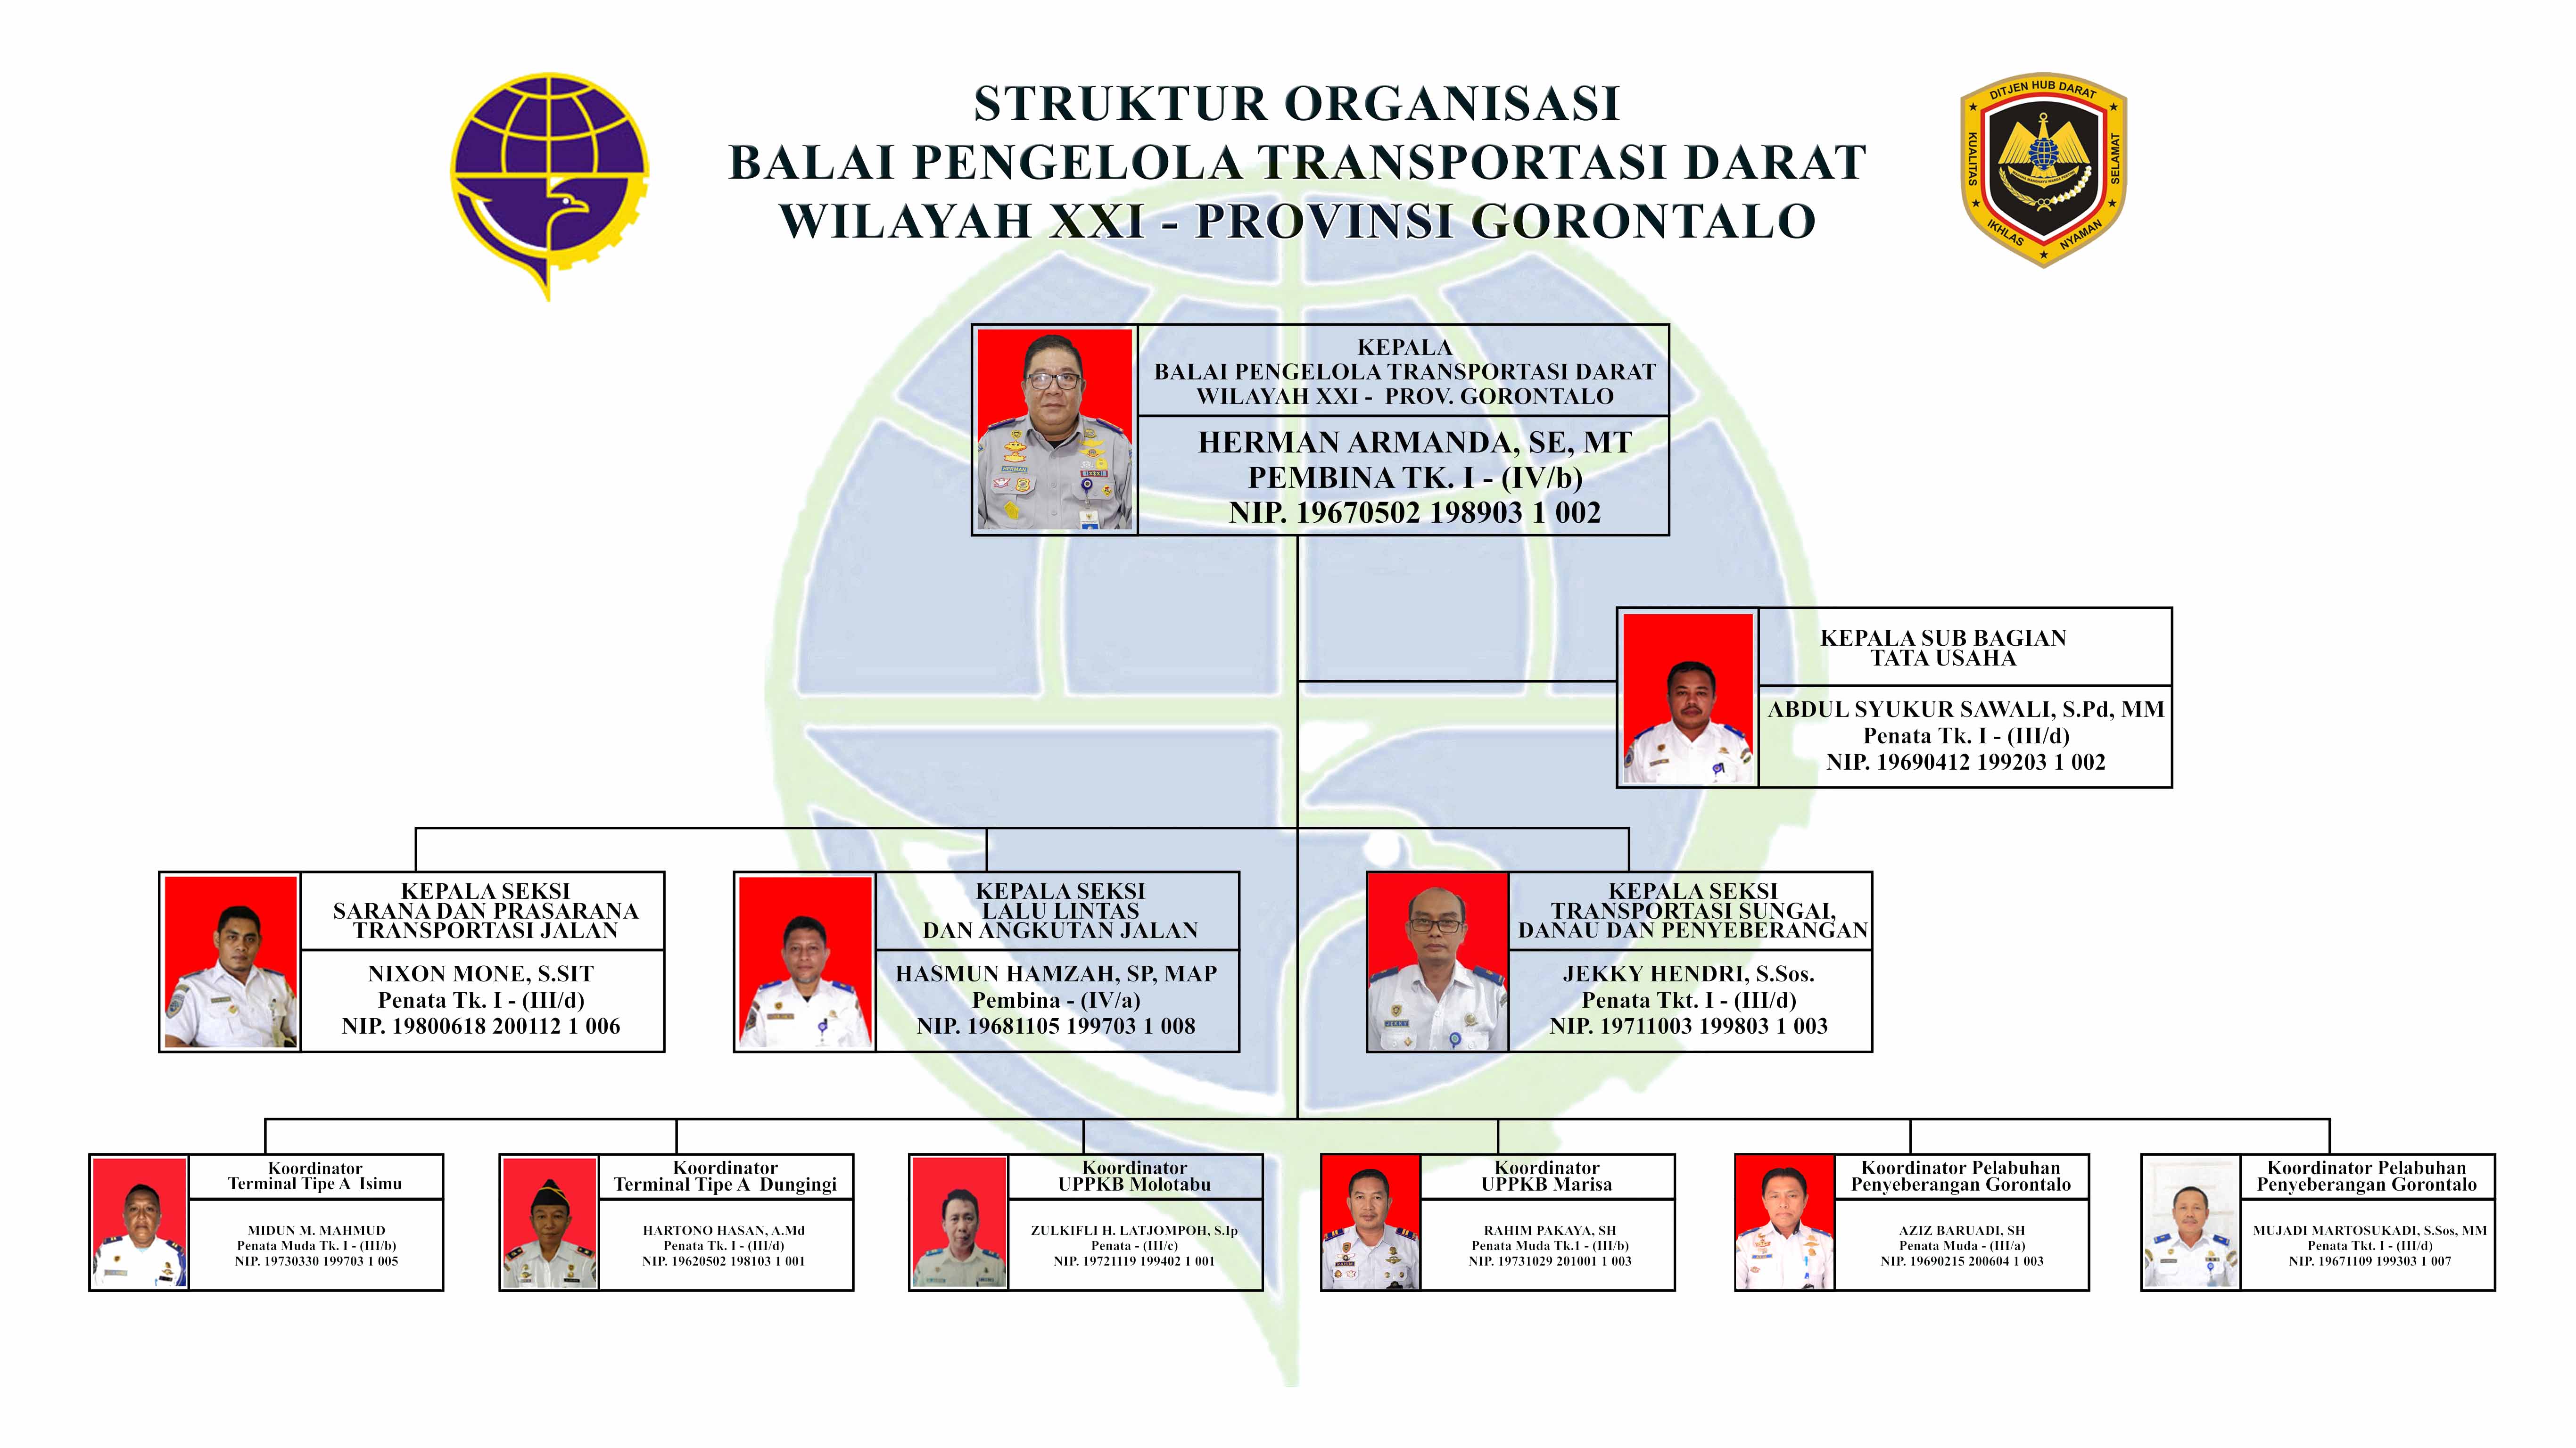 STRUKTUR ORGANISASI
BALAI PENGELOLA TRANSPORTASI DARAT
WILAYAH XXI - PROVINSI GORONTALO
DITJEN HUB DARAT
KUALITAS
SELAMAT
IKHLAS
NYAMAN
KEPALA
BALAI PENGELOLA TRANSPORTASI DARAT
WILAYAH XXI - PROV. GORONTALO
HERMAN ARMANDA, SE, MT
PEMBINA TK. I - (IV/b)
NIP. 19670502 198903 1 002
HERMAN
KEPALA SUB BAGIAN
TATA USAHA
ABDUL SYUKUR SAWALI, S.Pd, MM
Penata Tk. I - (III/d)
NIP. 19690412 199203 1 002
KEPALA SEKSI
SARANA DAN PRASARANA
TRANSPORTASI JALAN
NIXON MONE, S.SIT
Penata Tk. I - (III/d)
NIP. 19800618 200112 1 006
KEPALA SEKSI
LALU LINTAS
DAN ANGKUTAN JALAN
HASMUN HAMZAH, SP, MAP
Pembina - (IV/a)
NIP. 19681105 199703 1 008
KEPALA SEKSI
TRANSPORTASI SUNGAI,
DANAU DAN PENYEBERANGAN
JEKKY HENDRI, S.Sos.
Penata Tkt. I - (III/d)
NIP. 19711003 199803 1 003
JEKKY
Koordinator
Terminal Tipe A Isimu
MIDUN M. MAHMUD
Penata Muda Tk. I - (III/b)
NIP. 19730330 199703 1 005
Koordinator
Terminal Tipe A Dungingi
HARTONO HASAN, A.Md
Penata Tk. I - (III/d)
NIP. 19620502 198103 1 001
Koordinator
UPPKB Molotabu
ZULKIFLI H. LATJOMPOH, S.Ip
Penata - (III/c)
NIP. 19721119 199402 1 001
Koordinator
UPPKB Marisa
RAHIM PAKAYA, SH
Penata Muda Tk.1 - (III/b)
NIP. 19731029 201001 1 003
Koordinator Pelabuhan
Penyeberangan Gorontalo
AZIZ BARUADI, SH
Penata Muda - (III/a)
NIP. 19690215 200604 1 003
Koordinator Pelabuhan
Penyeberangan Gorontalo
MUJADI MARTOSUKADI, S.Sos, MM
Penata Tkt. I - (III/d)
NIP. 19671109 199303 1 007